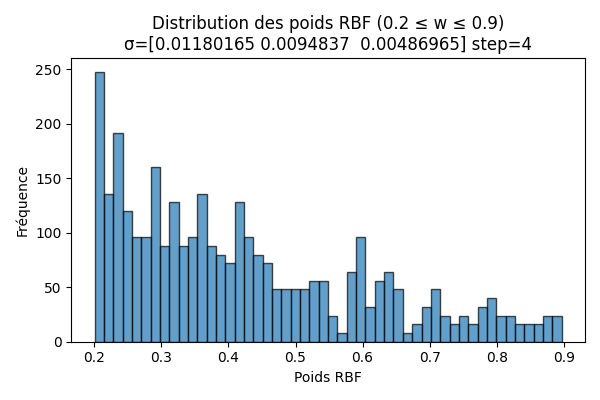 Distribution des poids RBF (0.2 ≤ w ≤ 0.9)
σ=[0.01180165 0.0094837  0.00486965] step=4
Fréquence
250
200
150
100
50
0
0.2 0.3 0.4 0.5 0.6 0.7 0.8 0.9
Poids RBF